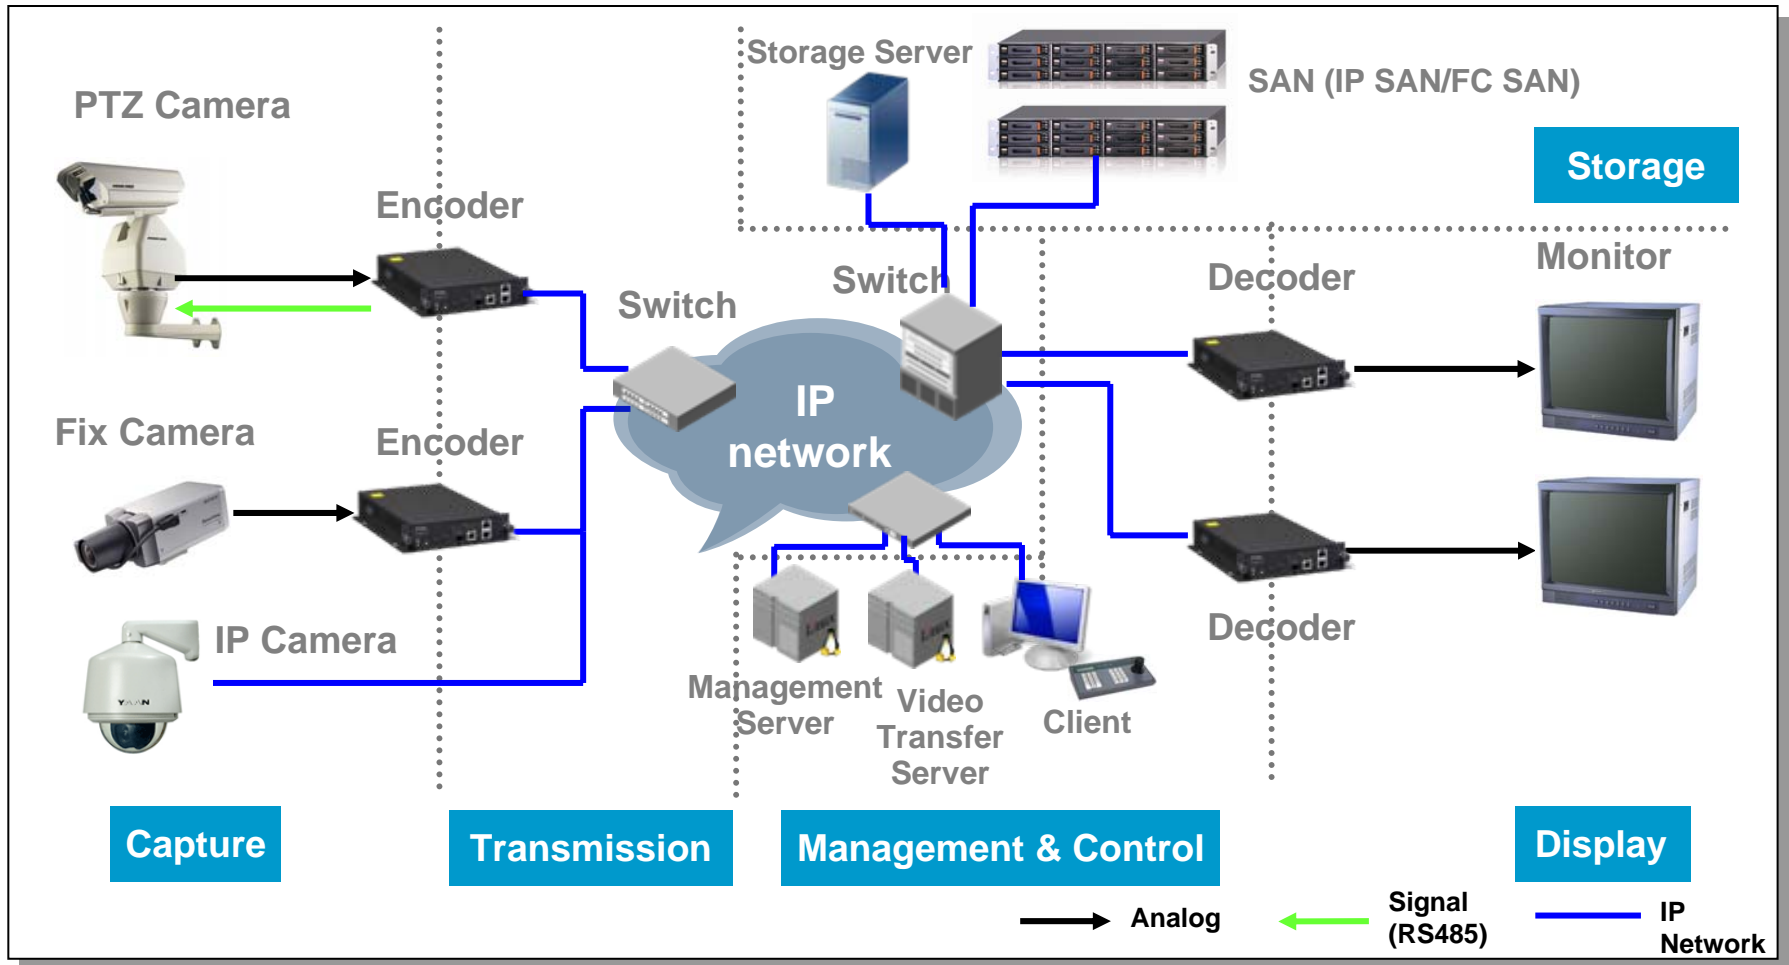 Storage Server
SAN (IP SAN/FC SAN)
PTZ Camera
Storage
Encoder
Switch
Switch
Decoder
Monitor
IP
network
Fix Camera
Encoder
IP Camera
YAAN
Decoder
Management
Server
Video
Transfer
Server
Client
Capture
Transmission
Management & Control
Display
Analog
Signal
(RS485)
IP
Network